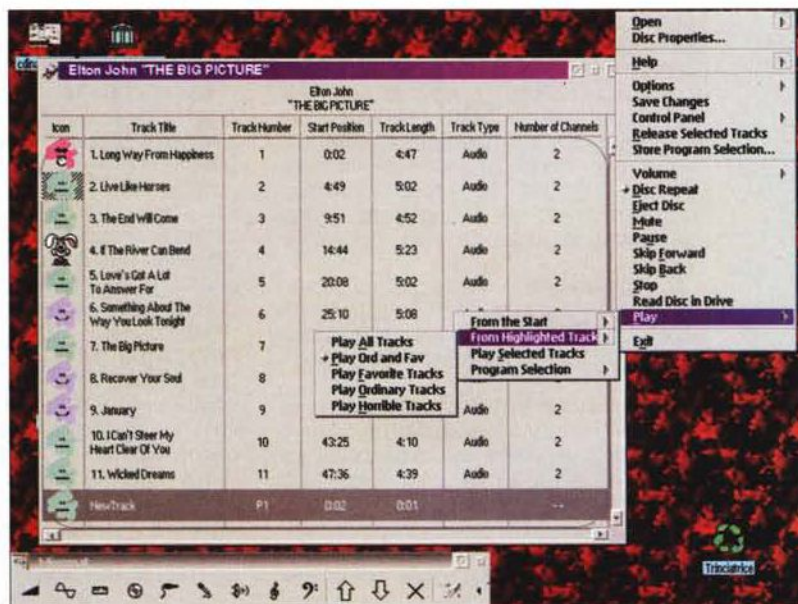 Elton John "THE BIG PICTURE"
Elton John
"THE BIG PICTURE"
Icon Track Title Track Number Start Position Track Length Track Type Number of Channels
1. Long Way From Happiness 1 0:02 4:47 Audio 2
2. Live Like Horses 2 4:49 5:02 Audio 2
3. The End Will Come 3 9:51 4:52 Audio 2
4. If The River Can Bend 4 14:44 5:23 Audio 2
5. Love's Got A Lot
To Answer For 5 20:08 5:02 Audio 2
6. Something About The
Way You Look Tonight 6 25:10 5:08
7. The Big Picture 7
8. Recover Your Soul 8
9. January 9 Audio 2
10. I Can't Steer My
Heart Clear Of You 10 43:25 4:10 Audio 2
11. Wicked Dreams 11 47:36 4:39 Audio 2
NewTrack P1 0:02 0:01 --
Open
Disc Properties...
Help
Options
Save Changes
Control Panel
Release Selected Tracks
Store Program Selection...
Volume
Disc Repeat
Eject Disc
Mute
Pause
Skip Forward
Skip Back
Stop
Read Disc in Drive
Play
Exit
From the Start
From Highlighted Track
Play Selected Tracks
Program Selection
Play All Tracks
Play Ord and Fav
Play Favorite Tracks
Play Ordinary Tracks
Play Horrible Tracks
Trinciatrice